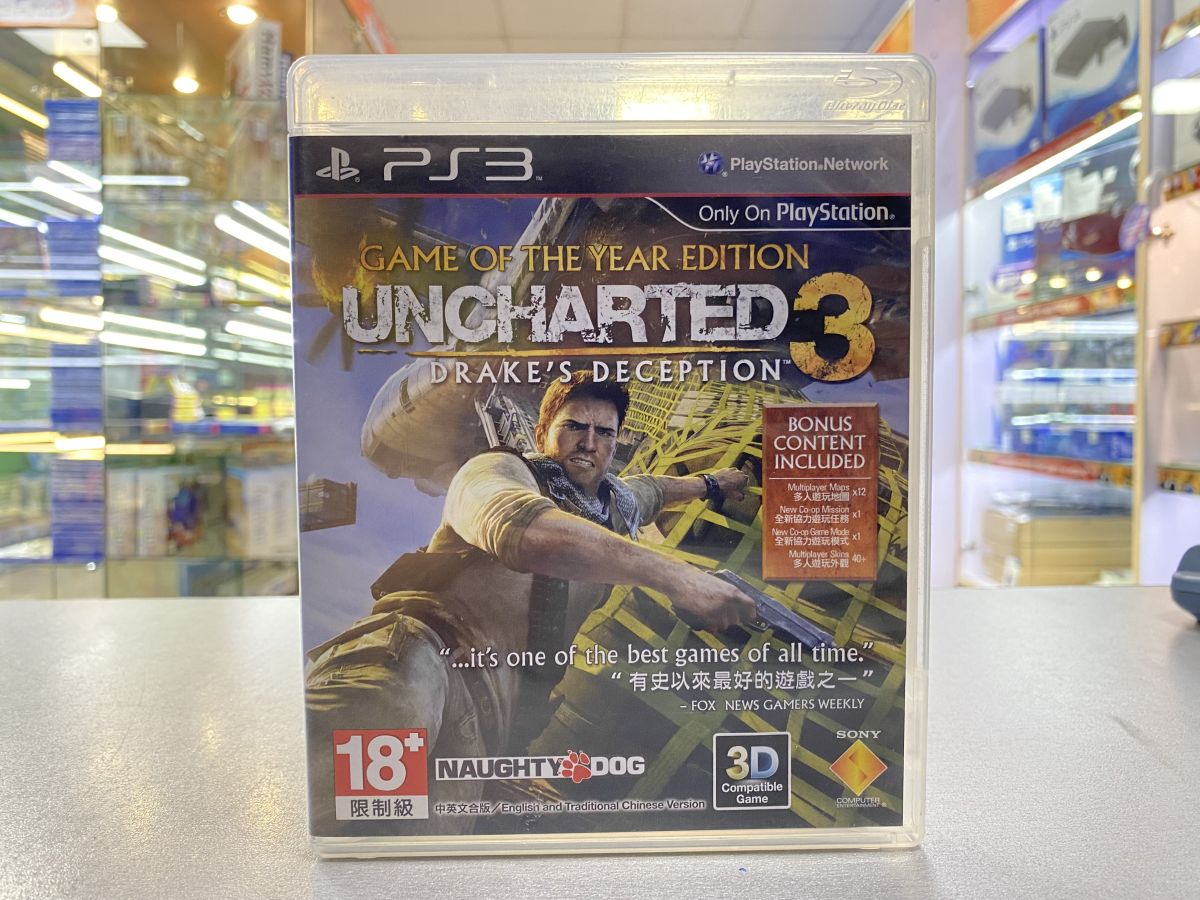 Blu-ray Disc
PS3™
PlayStation®Network
Only On PlayStation®
GAME OF THE YEAR EDITION
UNCHARTED 3
DRAKE'S DECEPTION™
BONUS
CONTENT
INCLUDED
Multiplayer Maps
多人遊玩地圖 x12
New Co-op Mission
全新協力遊玩任務 x1
New Co-op Game Mode
全新協力遊玩模式 x1
Multiplayer Skins
多人遊玩外觀 40+
"...it's one of the best games of all time."
"有史以來最好的遊戲之一"
– FOX NEWS GAMERS WEEKLY
18+
限制級
NAUGHTY DOG
中英文合版/English and Traditional Chinese Version
3D
Compatible
Game
SONY
COMPUTER
ENTERTAINMENT®